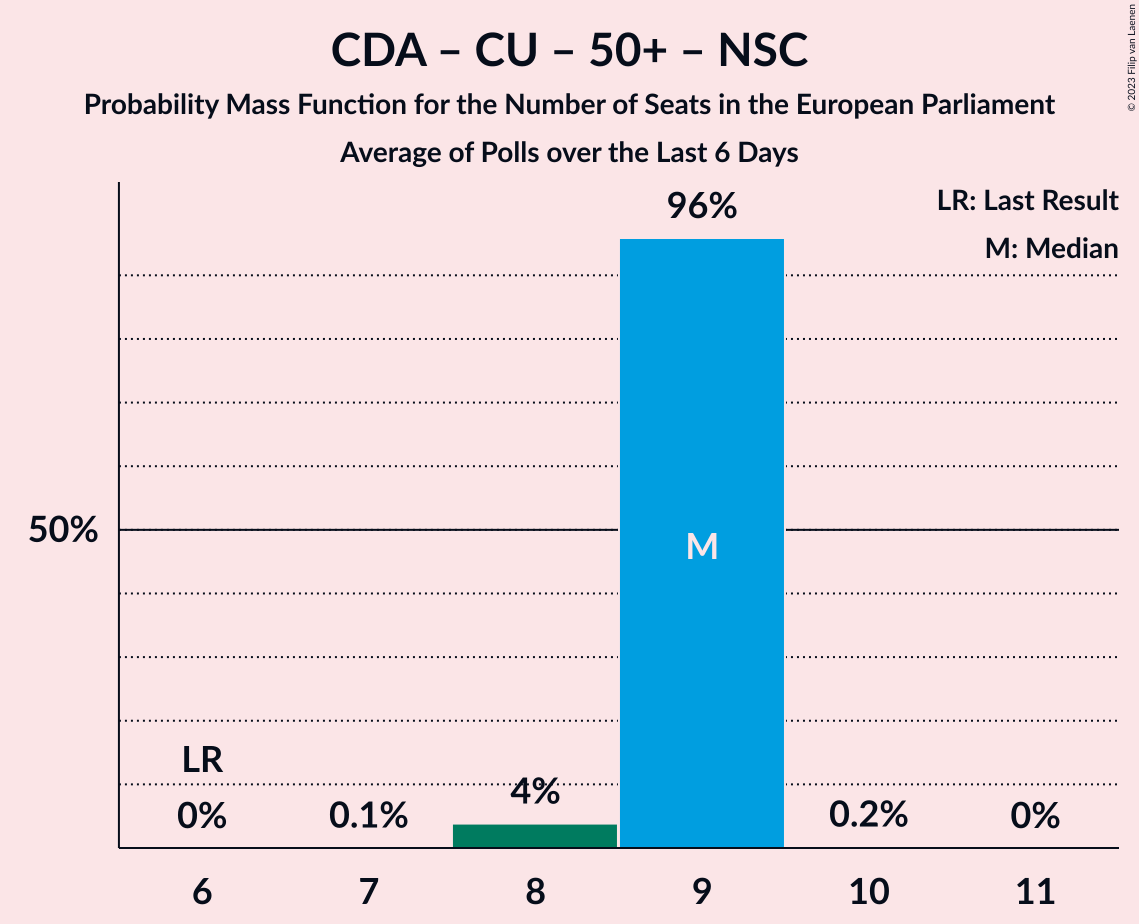 CDA – CU – 50+ – NSC
Probability Mass Function for the Number of Seats in the European Parliament
Average of Polls over the Last 6 Days
© 2023 Filip van Laenen
LR: Last Result
M: Median
96%
50%
M
LR
0%
0.1%
4%
0.2%
0%
6 7 8 9 10 11